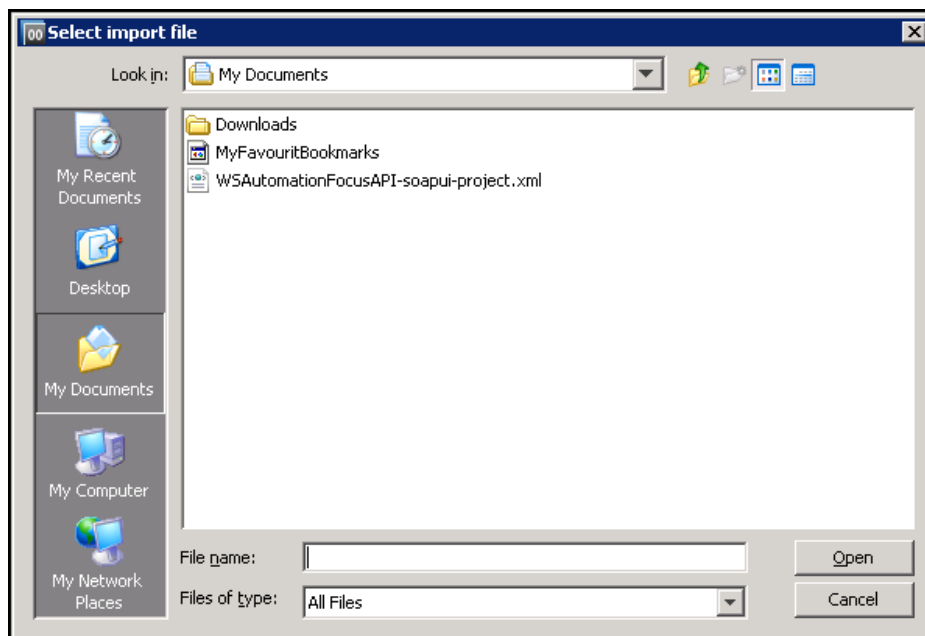 Select import file
Look in:
My Documents
My Recent
Documents
Desktop
My Documents
My Computer
My Network
Places
Downloads
MyFavouritBookmarks
WSAutomationFocusAPI-soapui-project.xml
File name:
Open
Files of type:
All Files
Cancel